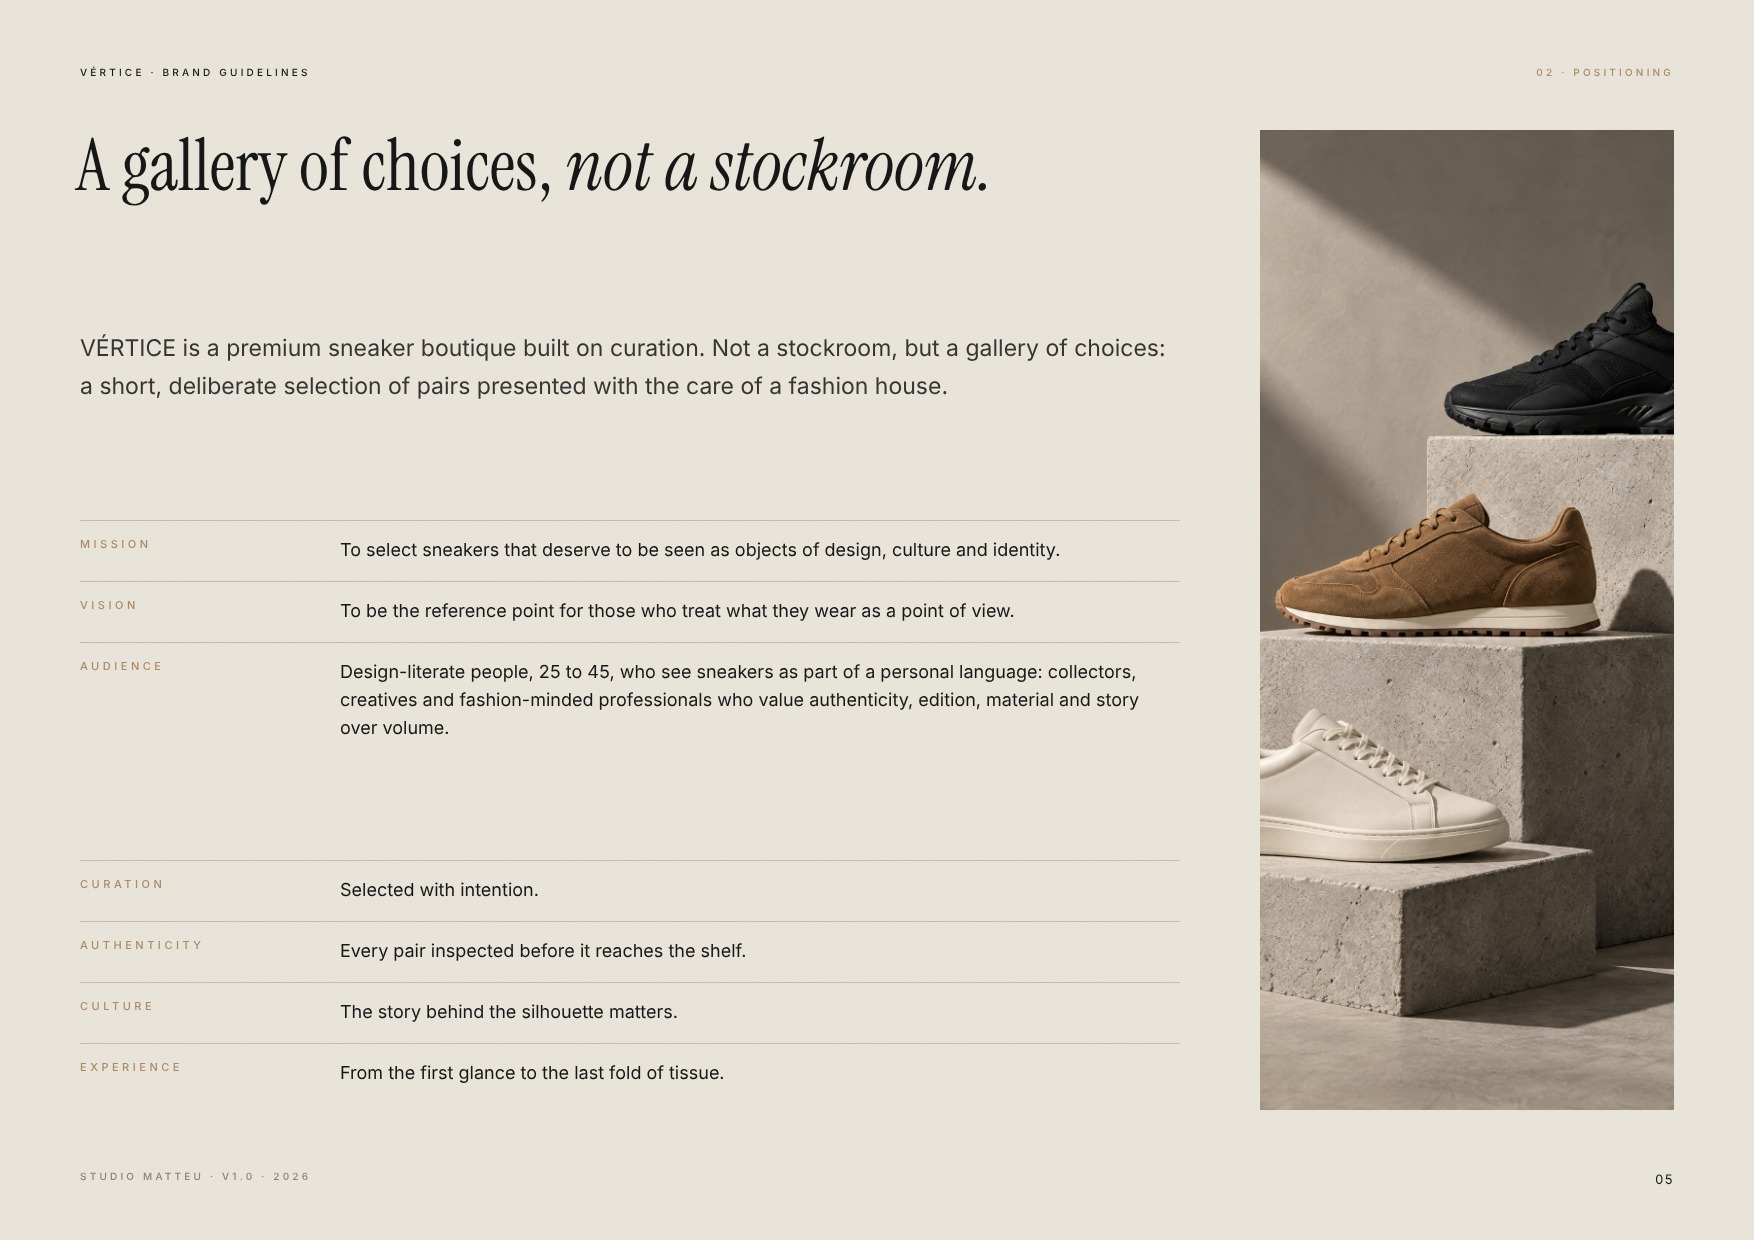 VÉRTICE · BRAND GUIDELINES
02 · POSITIONING
A gallery of choices, not a stockroom.
VÉRTICE is a premium sneaker boutique built on curation. Not a stockroom, but a gallery of choices:
a short, deliberate selection of pairs presented with the care of a fashion house.
MISSION
To select sneakers that deserve to be seen as objects of design, culture and identity.
VISION
To be the reference point for those who treat what they wear as a point of view.
AUDIENCE
Design-literate people, 25 to 45, who see sneakers as part of a personal language: collectors,
creatives and fashion-minded professionals who value authenticity, edition, material and story
over volume.
CURATION
Selected with intention.
AUTHENTICITY
Every pair inspected before it reaches the shelf.
CULTURE
The story behind the silhouette matters.
EXPERIENCE
From the first glance to the last fold of tissue.
STUDIO MATTEU · V1.0 · 2026
05